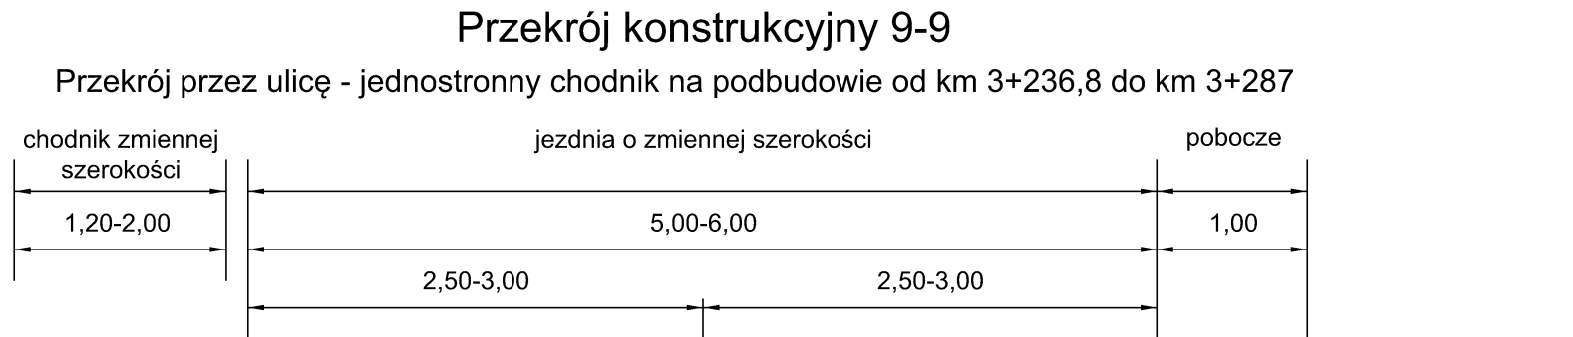 Przekrój konstrukcyjny 9-9
Przekrój przez ulicę - jednostronny chodnik na podbudowie od km 3+236,8 do km 3+287
chodnik zmiennej
szerokości
jezdnia o zmiennej szerokości
pobocze
1,20-2,00
5,00-6,00
1,00
2,50-3,00
2,50-3,00